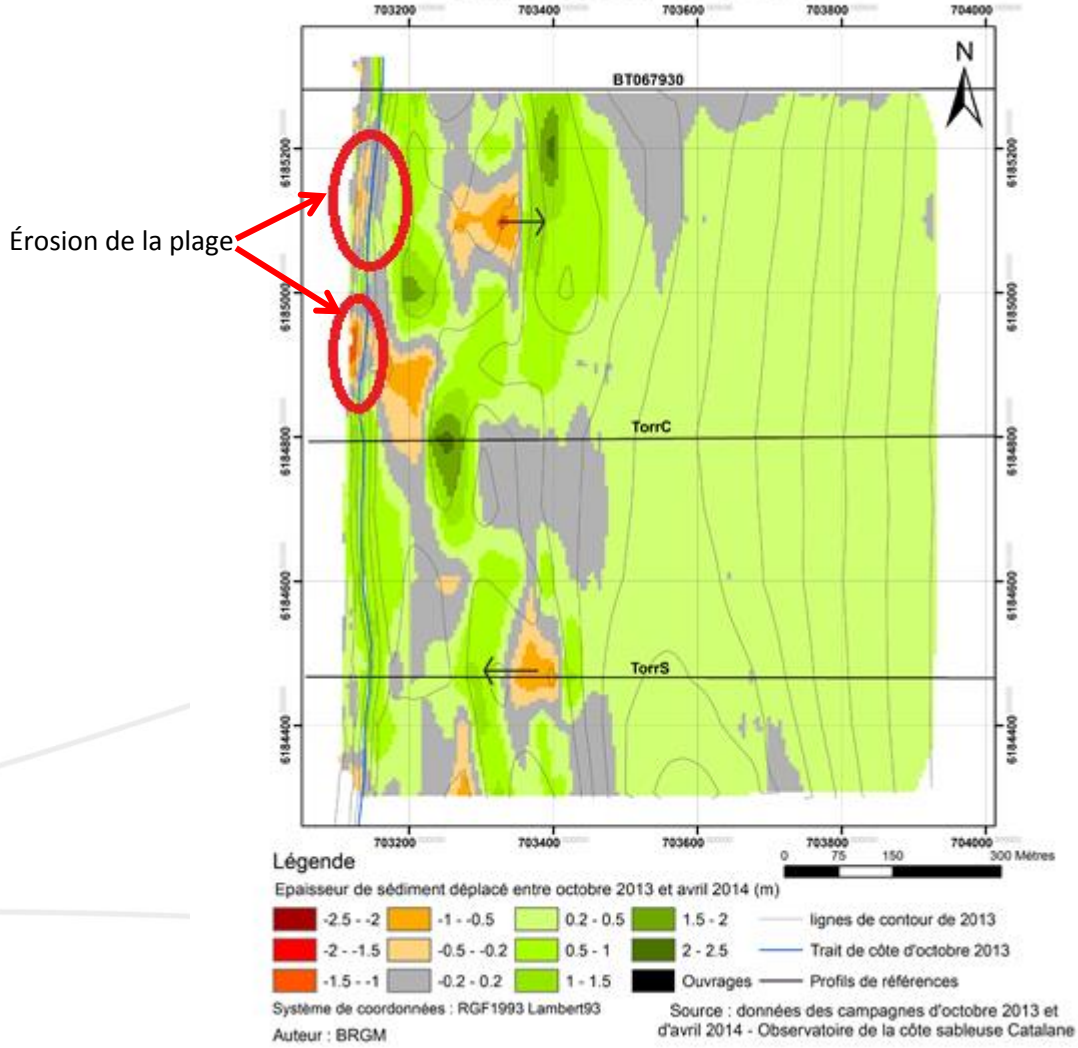 703200 703400 703600 703800 704000
N
BT067930
6185200 6185200
Érosion de la plage
6185000 6185000
TorrC
6184800 6184800
6184600 6184600
TorrS
6184400 6184400
703200 703400 703600 703800 704000
Légende
0 75 150 300 Mètres
Epaisseur de sédiment déplacé entre octobre 2013 et avril 2014 (m)
-2.5 - -2 -1 - -0.5 0.2 - 0.5 1.5 - 2 lignes de contour de 2013
-2 - -1.5 -0.5 - -0.2 0.5 - 1 2 - 2.5 Trait de côte d'octobre 2013
-1.5 - -1 -0.2 - 0.2 1 - 1.5 Ouvrages Profils de références
Système de coordonnées : RGF1993 Lambert93
Source : données des campagnes d'octobre 2013 et
d'avril 2014 - Observatoire de la côte sableuse Catalane
Auteur : BRGM